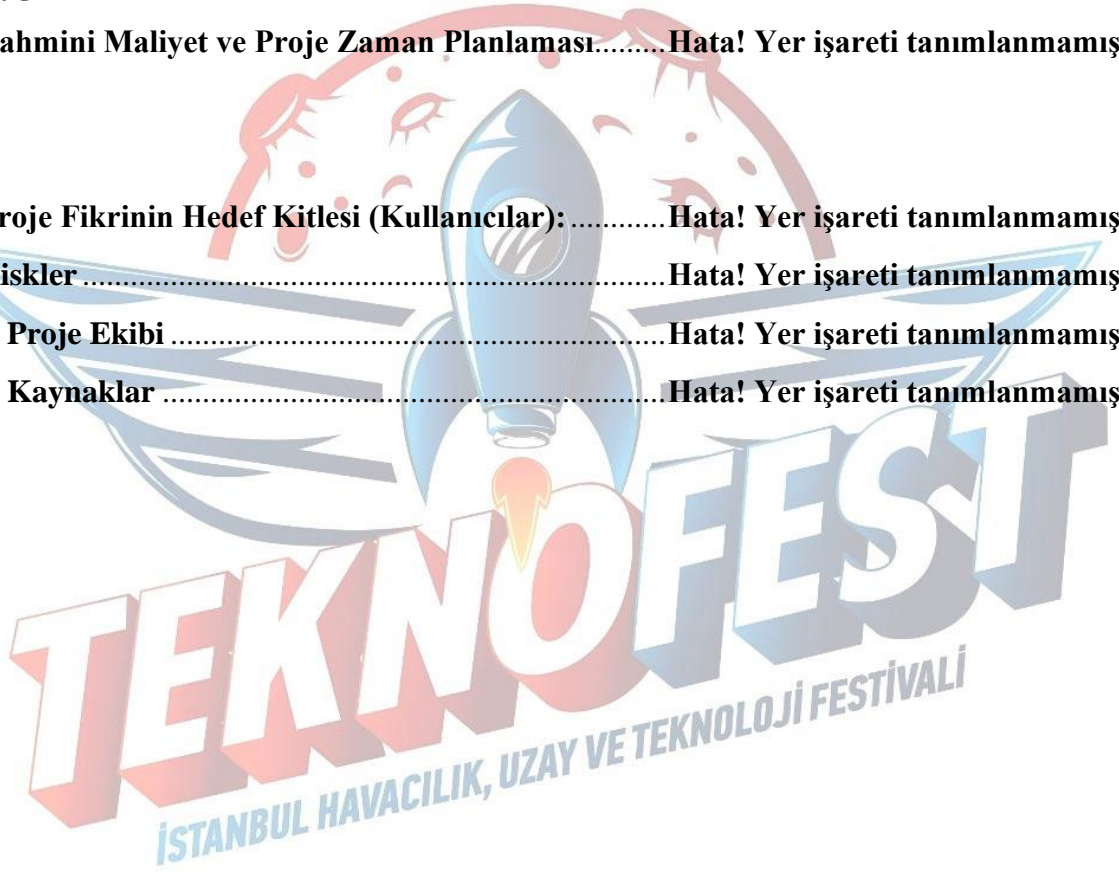 ahmini Maliyet ve Proje Zaman Planlaması.........Hata! Yer işareti tanımlanmamış
roje Fikrinin Hedef Kitlesi (Kullanıcılar):............Hata! Yer işareti tanımlanmamış
iskler........................................................................Hata! Yer işareti tanımlanmamış
Proje Ekibi.............................................................Hata! Yer işareti tanımlanmamış
Kaynaklar..............................................................Hata! Yer işareti tanımlanmamış
TEKNOFEST
İSTANBUL HAVACILIK, UZAY VE TEKNOLOJİ FESTİVALİ